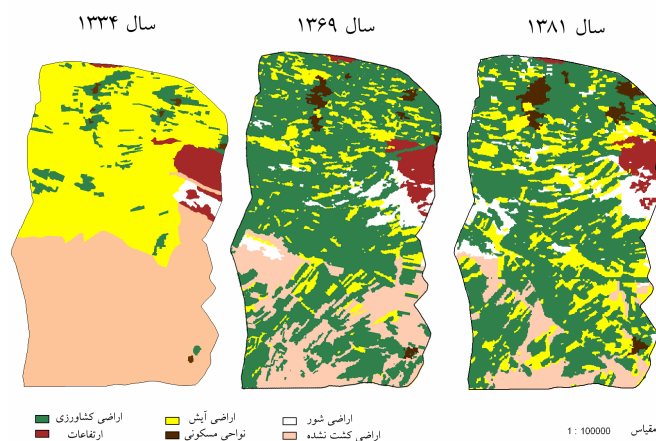 سال ۱۳۳۴
سال ۱۳۶۹
سال ۱۳۸۱
اراضی کشاورزی
اراضی آیش
اراضی شور
ارتفاعات
نواحی مسکونی
اراضی کشت نشده
مقیاس 1 : 100000